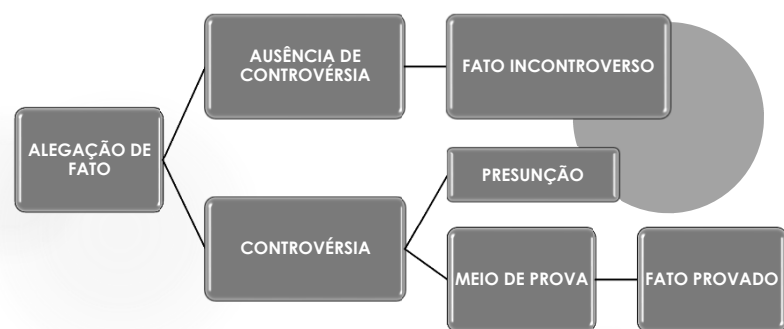 ALEGAÇÃO DE
FATO
AUSÊNCIA DE
CONTROVÉRSIA
FATO INCONTROVERSO
CONTROVÉRSIA
PRESUNÇÃO
MEIO DE PROVA
FATO PROVADO